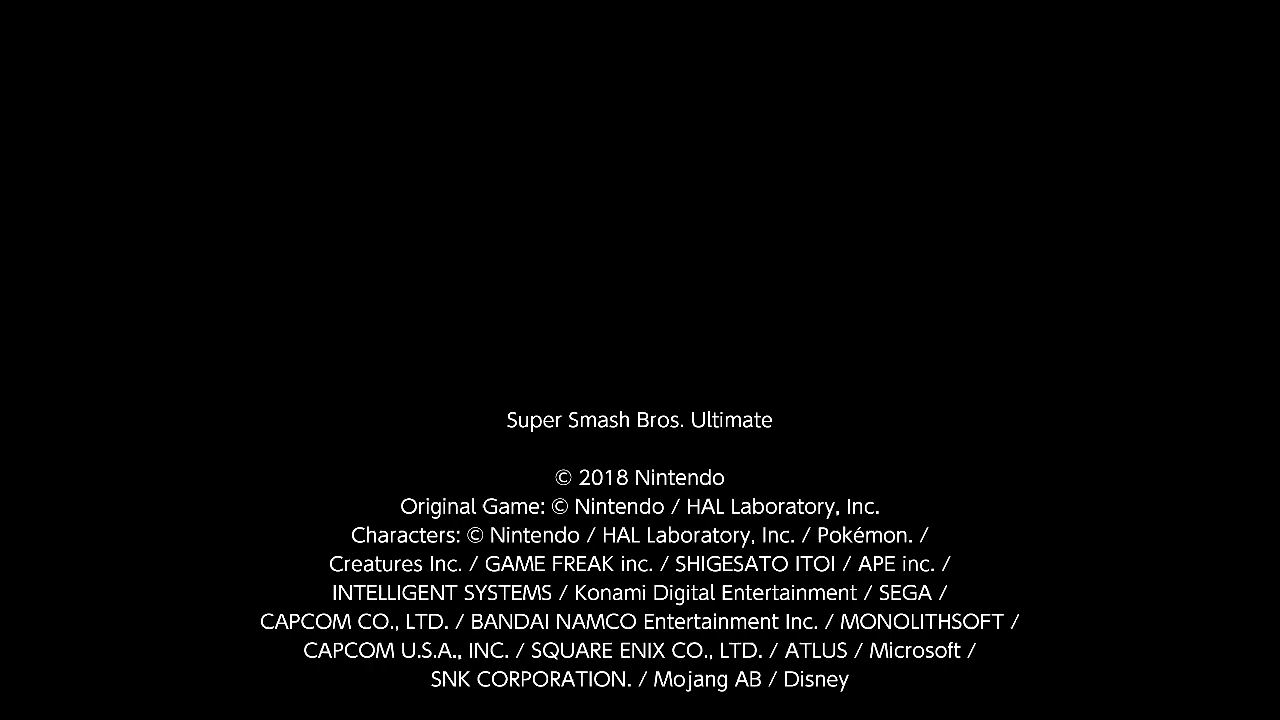 Super Smash Bros. Ultimate
© 2018 Nintendo
Original Game: © Nintendo / HAL Laboratory, Inc.
Characters: © Nintendo / HAL Laboratory, Inc. / Pokémon. /
Creatures Inc. / GAME FREAK inc. / SHIGESATO ITOI / APE inc. /
INTELLIGENT SYSTEMS / Konami Digital Entertainment / SEGA /
CAPCOM CO., LTD. / BANDAI NAMCO Entertainment Inc. / MONOLITHSOFT /
CAPCOM U.S.A., INC. / SQUARE ENIX CO., LTD. / ATLUS / Microsoft /
SNK CORPORATION. / Mojang AB / Disney